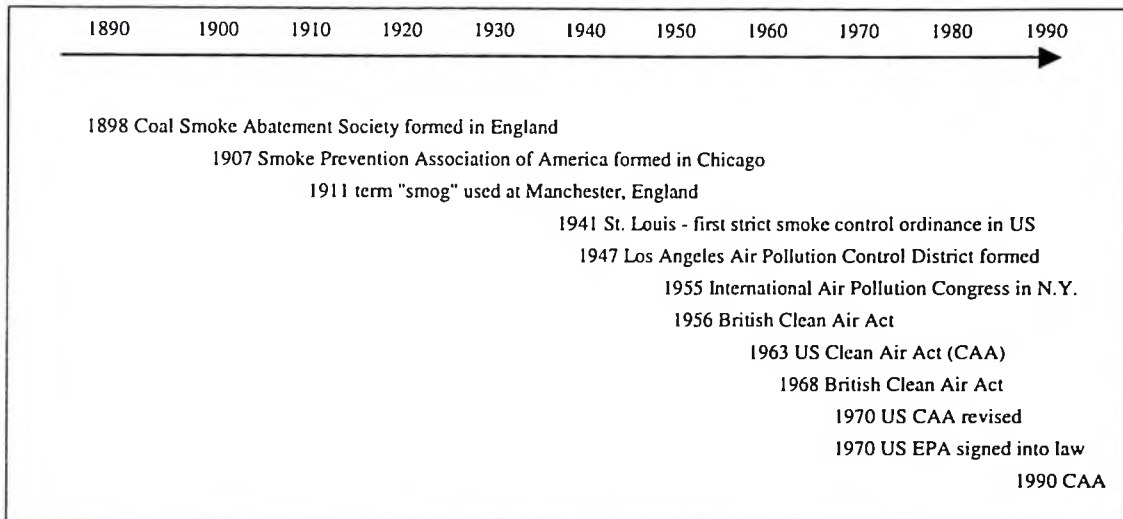 1890 1900 1910 1920 1930 1940 1950 1960 1970 1980 1990
1898 Coal Smoke Abatement Society formed in England
1907 Smoke Prevention Association of America formed in Chicago
1911 term "smog" used at Manchester, England
1941 St. Louis - first strict smoke control ordinance in US
1947 Los Angeles Air Pollution Control District formed
1955 International Air Pollution Congress in N.Y.
1956 British Clean Air Act
1963 US Clean Air Act (CAA)
1968 British Clean Air Act
1970 US CAA revised
1970 US EPA signed into law
1990 CAA